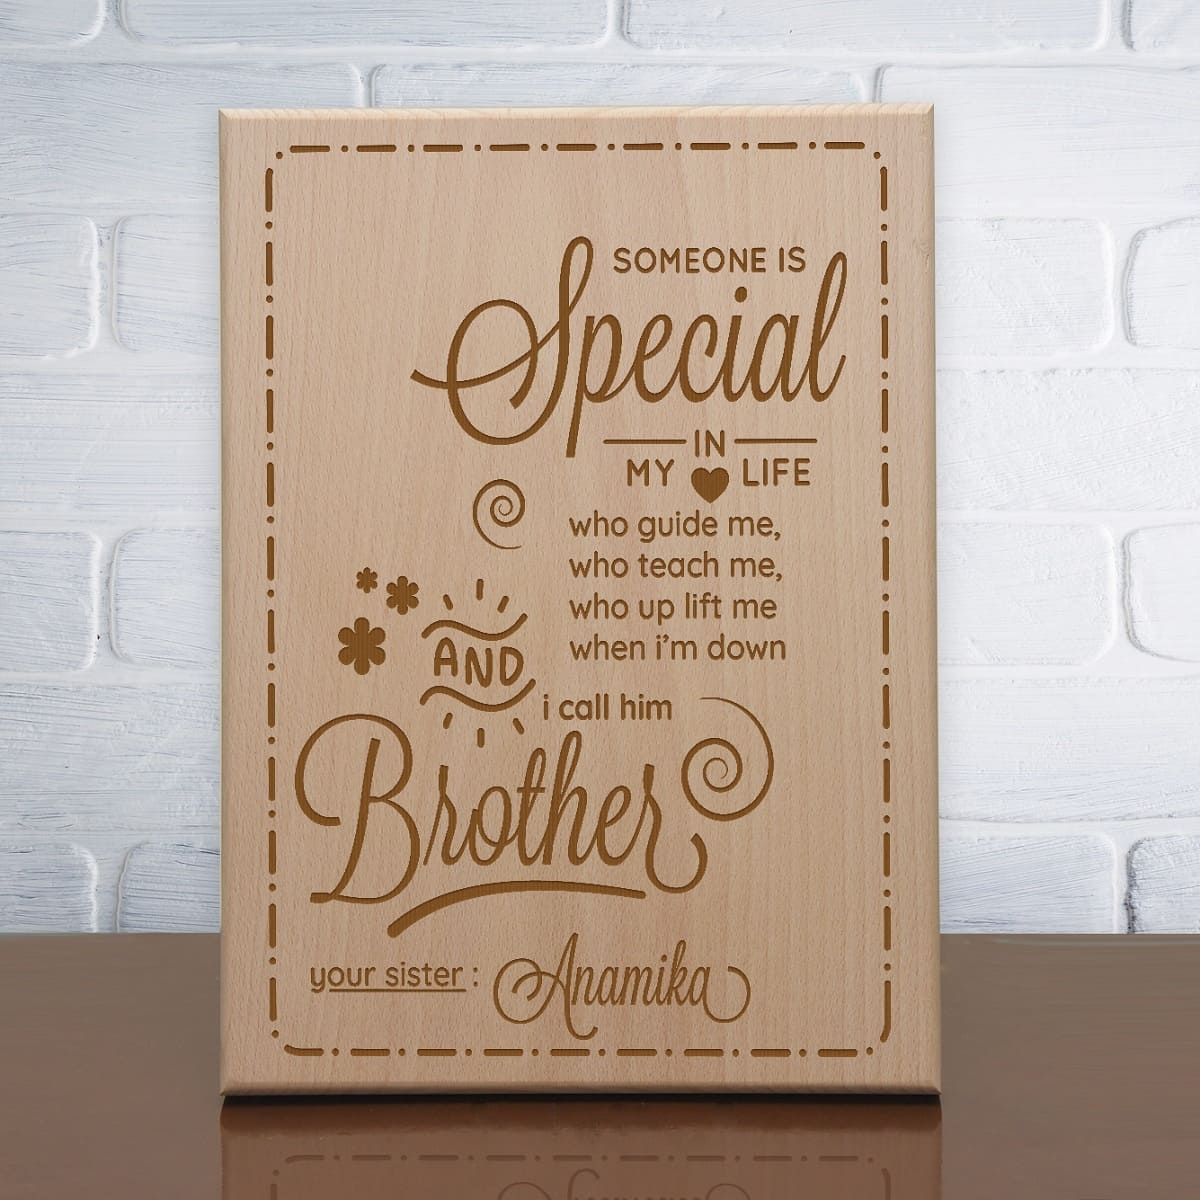 SOMEONE IS
Special
IN
MY LIFE
who guide me,
who teach me,
who up lift me
when i'm down
AND
i call him
Brother
your sister : Anamika